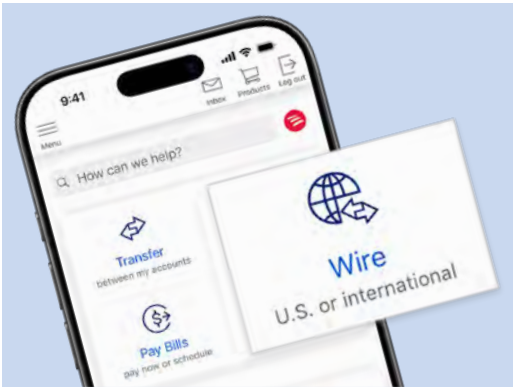 9:41
Menu
Inbox
Products
Log out
How can we help?
Transfer
between my accounts
Pay Bills
pay now or schedule
Wire
U.S. or international